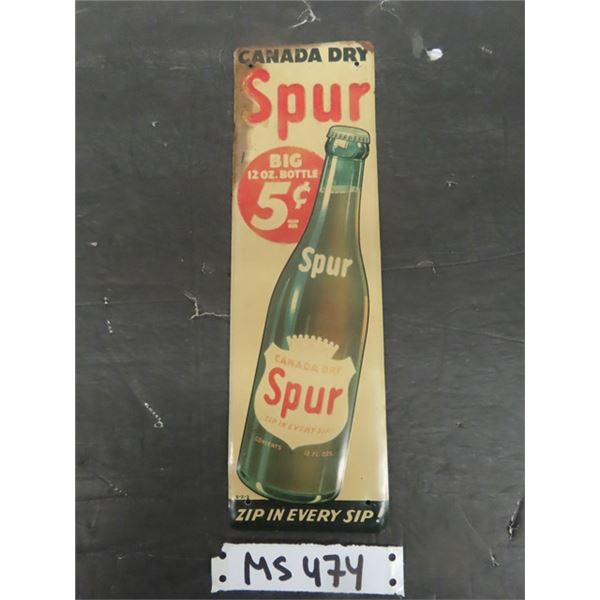 CANADA DRY
Spur
BIG
12 OZ. BOTTLE
5¢
Spur
CANADA DRY
Spur
ZIP IN EVERY SIP!
CONTENTS 12 FL. OZS.
ZIP IN EVERY SIP!
MS 474